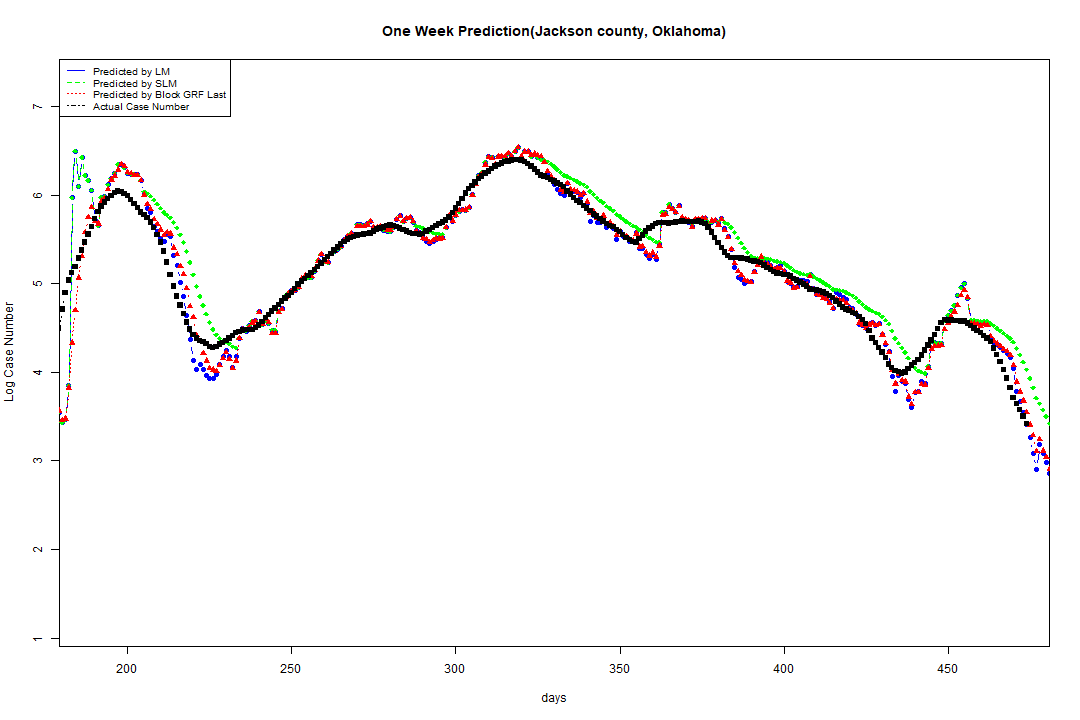 One Week Prediction(Jackson county, Oklahoma)
Predicted by LM
Predicted by SLM
Predicted by Block GRF Last
Actual Case Number
Log Case Number
7
6
5
4
3
2
1
200 250 300 350 400 450
days